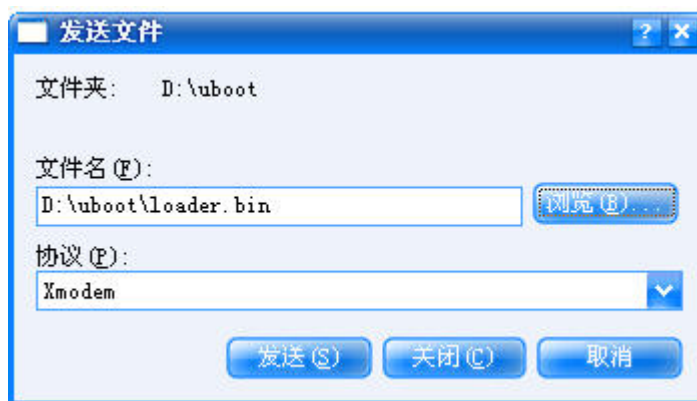 发送文件
文件夹: D:\uboot
文件名(F):
D:\uboot\loader.bin 浏览(B)...
协议(P):
Xmodem
发送(S) 关闭(C) 取消